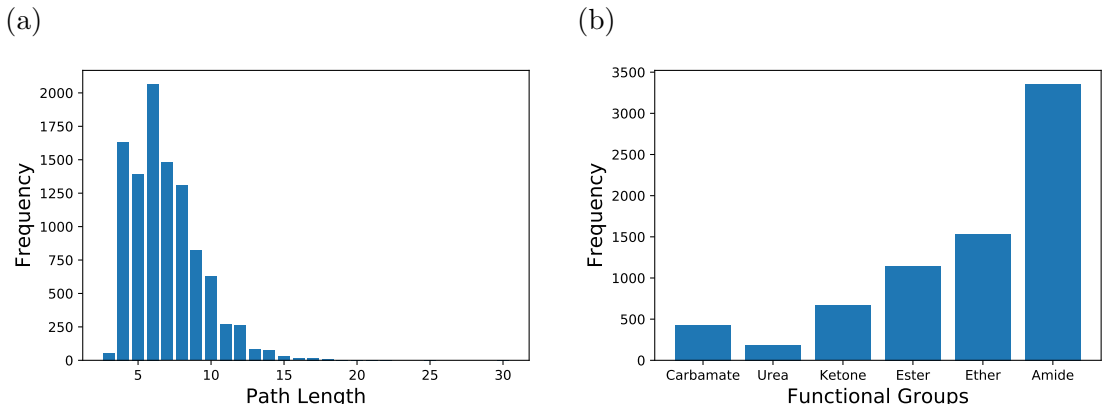 (a)
2000
1750
1500
1250
1000
750
500
250
0
Frequency
5 10 15 20 25 30
Path Length
(b)
3500
3000
2500
2000
1500
1000
500
0
Frequency
Carbamate Urea Ketone Ester Ether Amide
Functional Groups